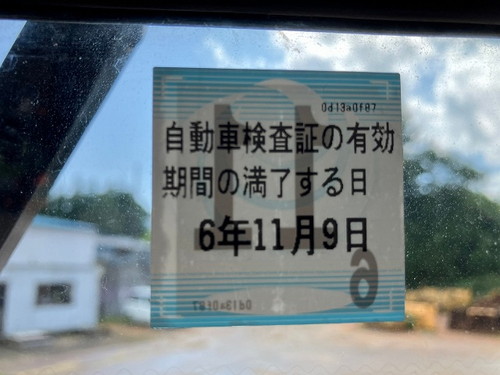 0d13a0f87
自動車検査証の有効
期間の満了する日
6年11月9日